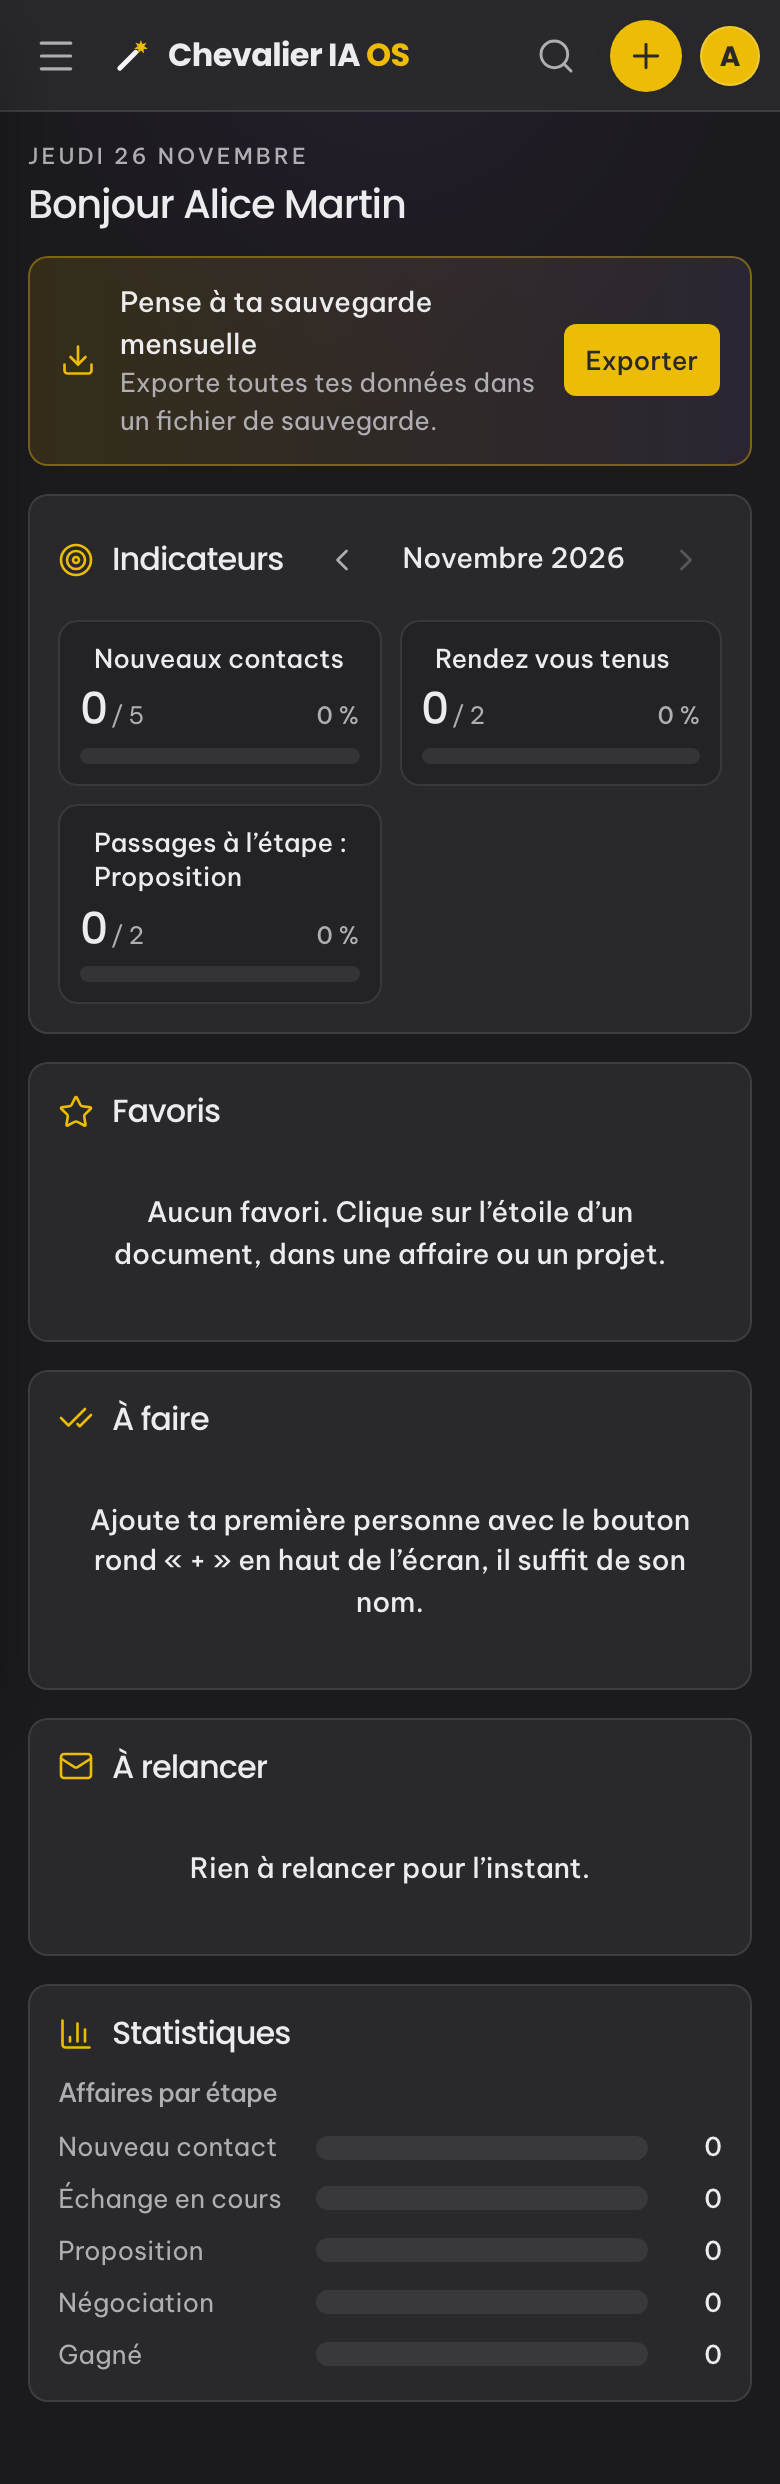 Chevalier IA OS
A
JEUDI 26 NOVEMBRE
Bonjour Alice Martin
Pense à ta sauvegarde
mensuelle
Exporte toutes tes données dans
un fichier de sauvegarde.
Exporter
Indicateurs
Novembre 2026
Nouveaux contacts
0 / 5 0 %
Rendez vous tenus
0 / 2 0 %
Passages à l’étape :
Proposition
0 / 2 0 %
Favoris
Aucun favori. Clique sur l’étoile d’un
document, dans une affaire ou un projet.
À faire
Ajoute ta première personne avec le bouton
rond « + » en haut de l’écran, il suffit de son
nom.
À relancer
Rien à relancer pour l’instant.
Statistiques
Affaires par étape
Nouveau contact 0
Échange en cours 0
Proposition 0
Négociation 0
Gagné 0